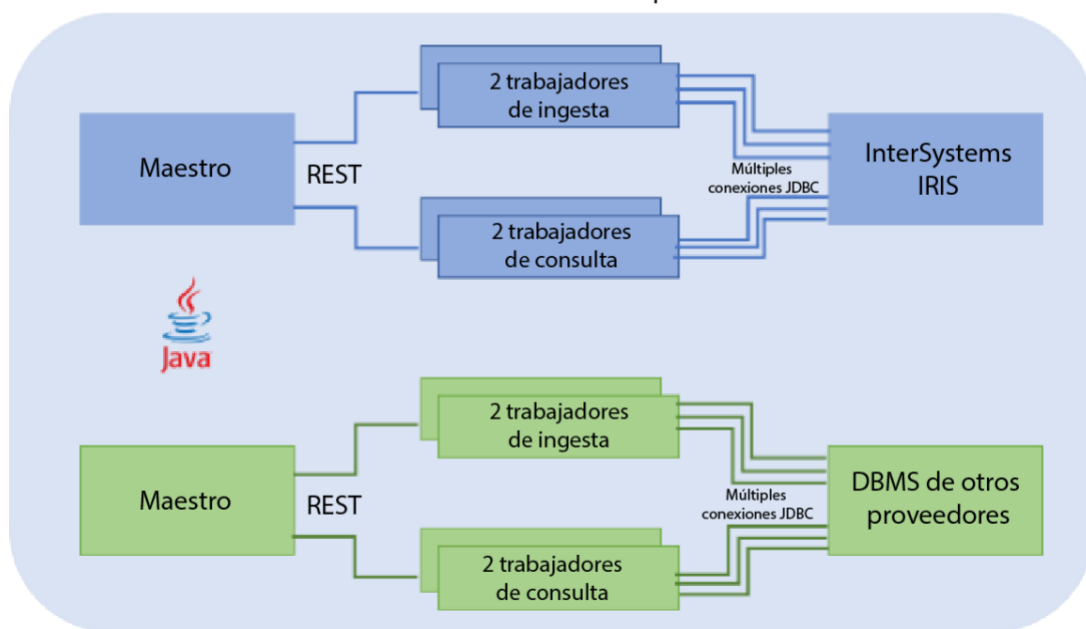 2 trabajadores
de ingesta
Maestro
REST
Múltiples
conexiones JDBC
InterSystems
IRIS
2 trabajadores
de consulta
Java
2 trabajadores
de ingesta
Maestro
REST
Múltiples
conexiones JDBC
DBMS de otros
proveedores
2 trabajadores
de consulta